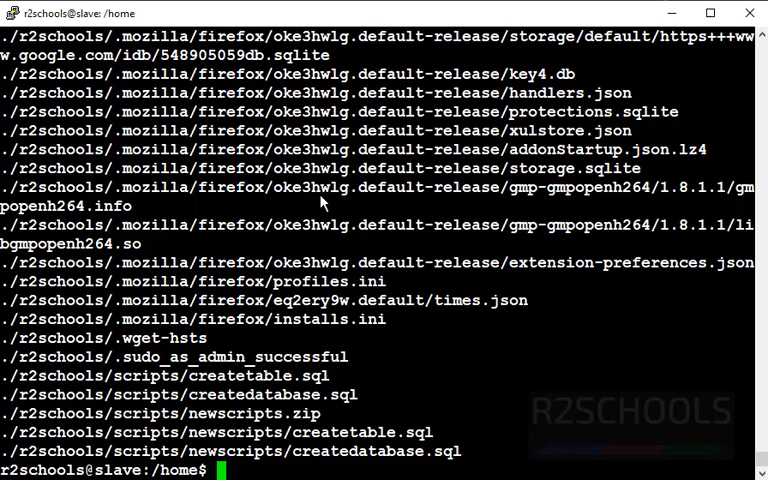 r2schools@slave: /home
./r2schools/.mozilla/firefox/oke3hwlg.default-release/storage/default/https+++ww
w.google.com/idb/548905059db.sqlite
./r2schools/.mozilla/firefox/oke3hwlg.default-release/key4.db
./r2schools/.mozilla/firefox/oke3hwlg.default-release/handlers.json
./r2schools/.mozilla/firefox/oke3hwlg.default-release/protections.sqlite
./r2schools/.mozilla/firefox/oke3hwlg.default-release/xulstore.json
./r2schools/.mozilla/firefox/oke3hwlg.default-release/addonStartup.json.lz4
./r2schools/.mozilla/firefox/oke3hwlg.default-release/storage.sqlite
./r2schools/.mozilla/firefox/oke3hwlg.default-release/gmp-gmpopenh264/1.8.1.1/gm
popenh264.info
./r2schools/.mozilla/firefox/oke3hwlg.default-release/gmp-gmpopenh264/1.8.1.1/li
bgmpopenh264.so
./r2schools/.mozilla/firefox/oke3hwlg.default-release/extension-preferences.json
./r2schools/.mozilla/firefox/profiles.ini
./r2schools/.mozilla/firefox/eq2ery9w.default/times.json
./r2schools/.mozilla/firefox/installs.ini
./r2schools/.wget-hsts
./r2schools/.sudo_as_admin_successful
./r2schools/scripts/createtable.sql
./r2schools/scripts/createdatabase.sql
./r2schools/scripts/newscripts.zip
./r2schools/scripts/newscripts/createtable.sql
./r2schools/scripts/newscripts/createdatabase.sql
r2schools@slave:/home$
R2SCHOOLS